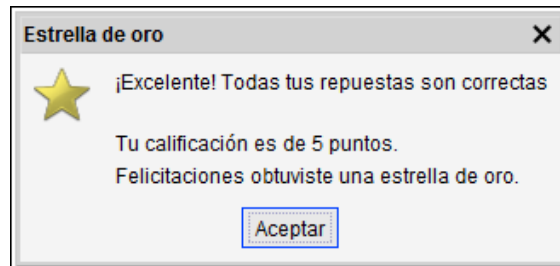 Estrella de oro
¡Excelente! Todas tus repuestas son correctas
Tu calificación es de 5 puntos.
Felicitaciones obtuviste una estrella de oro.
Aceptar